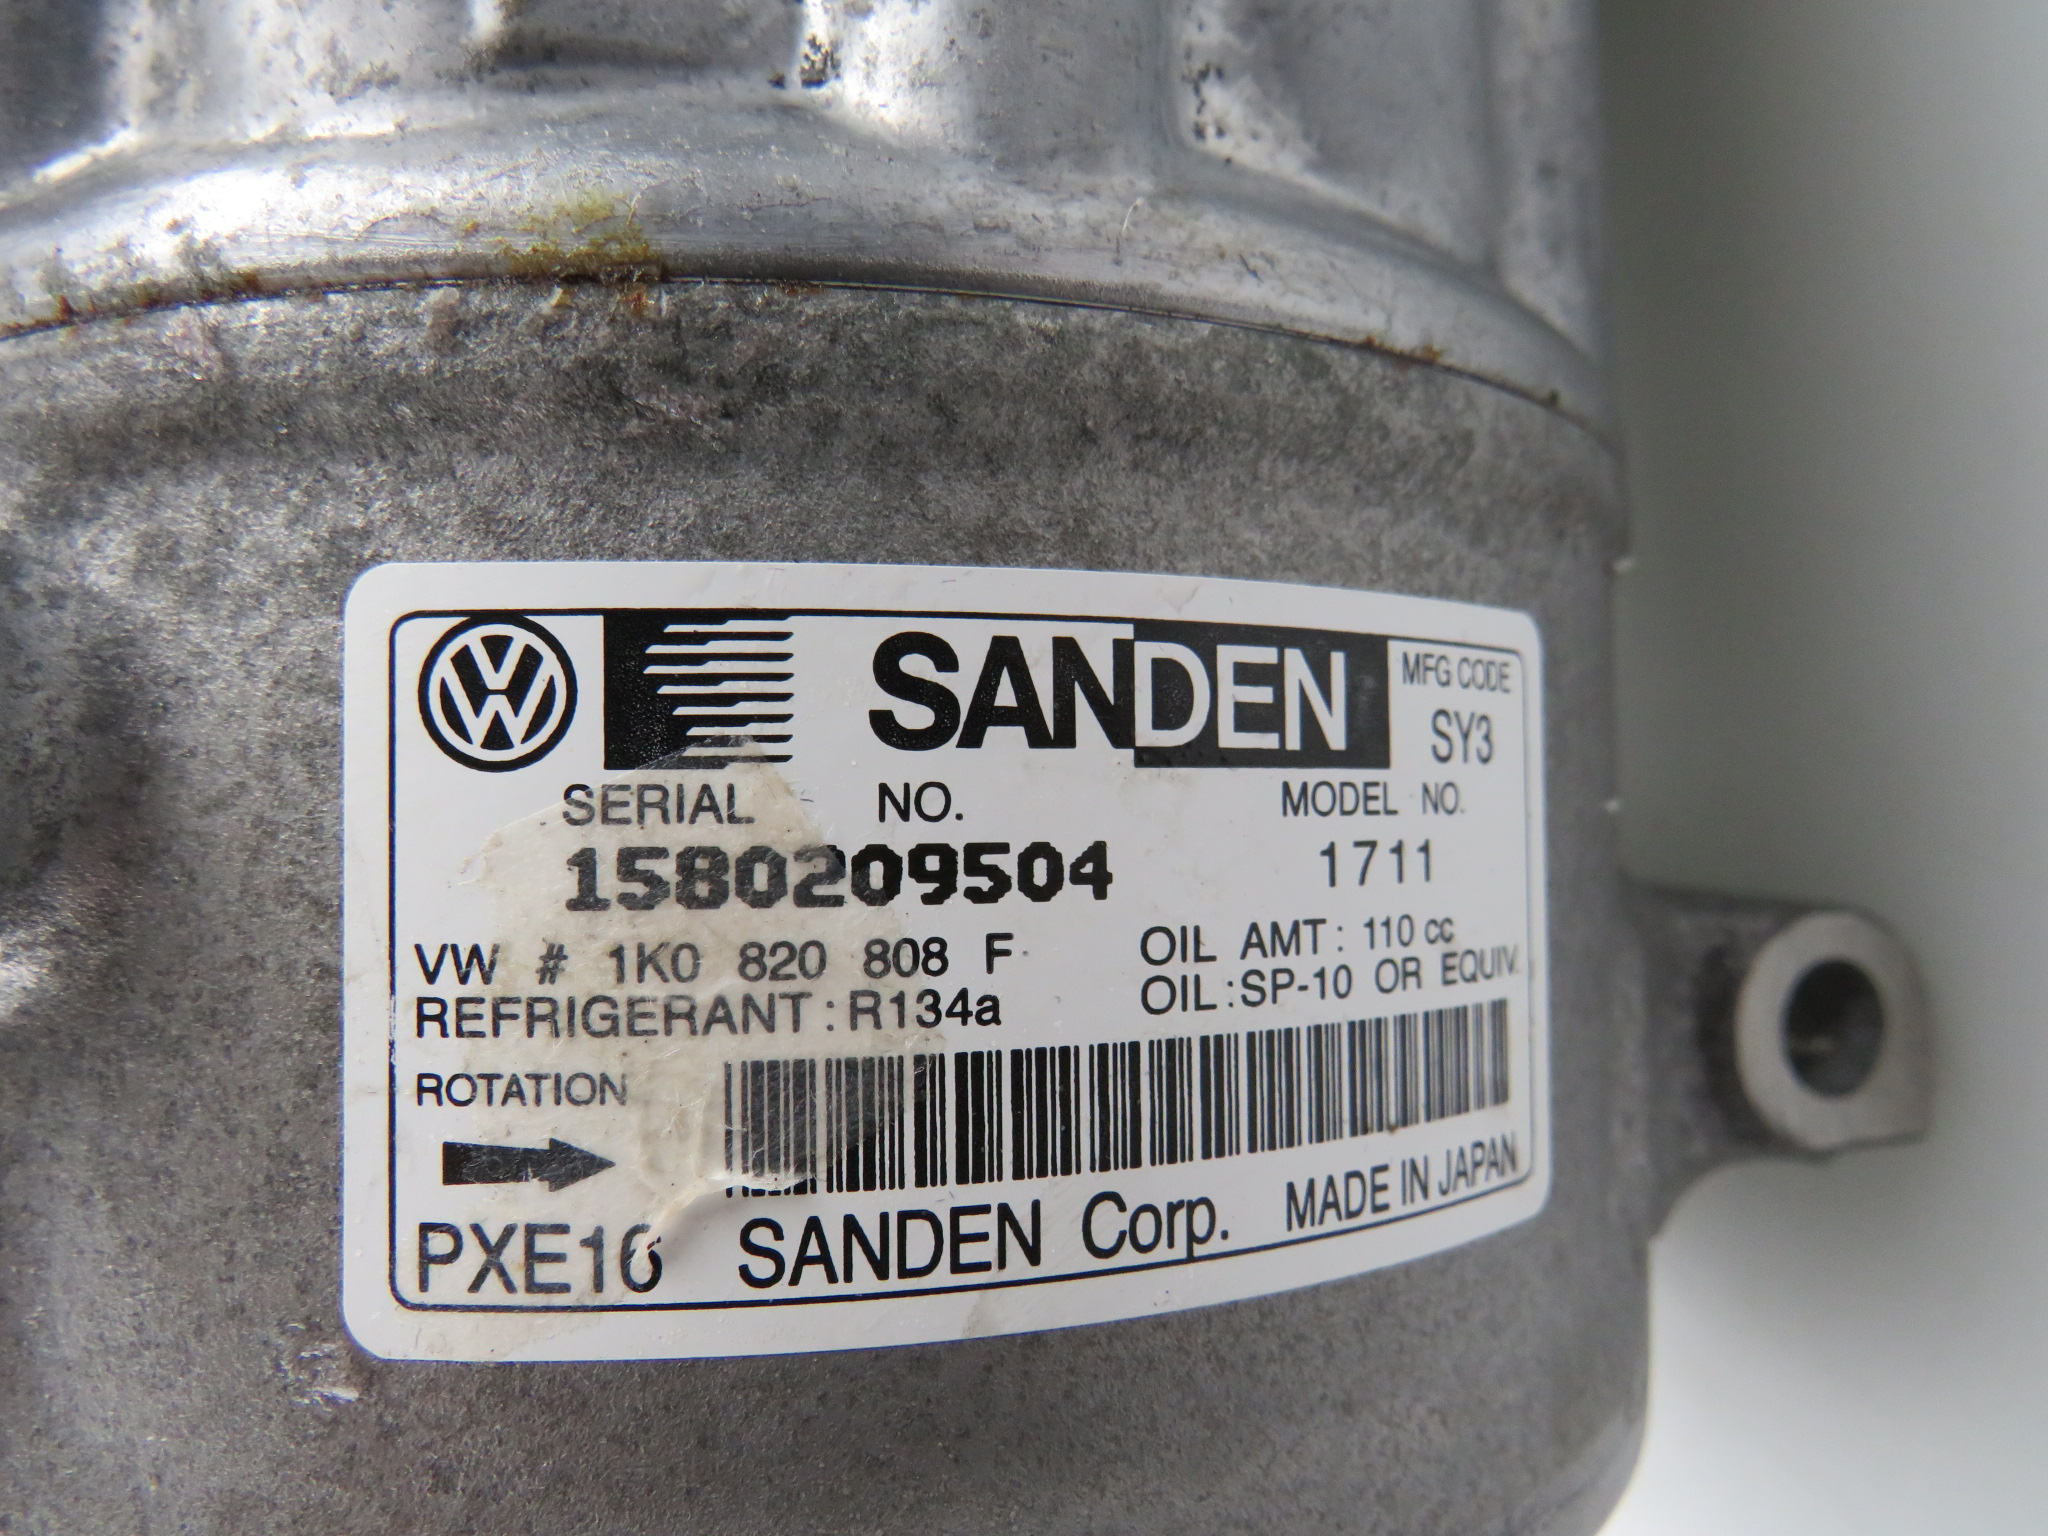 SANDEN MFG CODE
SY3
SERIAL NO. MODEL NO.
1580209504 1711
VW # 1K0 820 808 F OIL AMT: 110 cc
REFRIGERANT: R134a OIL: SP-10 OR EQUIV.
ROTATION
PXE16 SANDEN Corp. MADE IN JAPAN